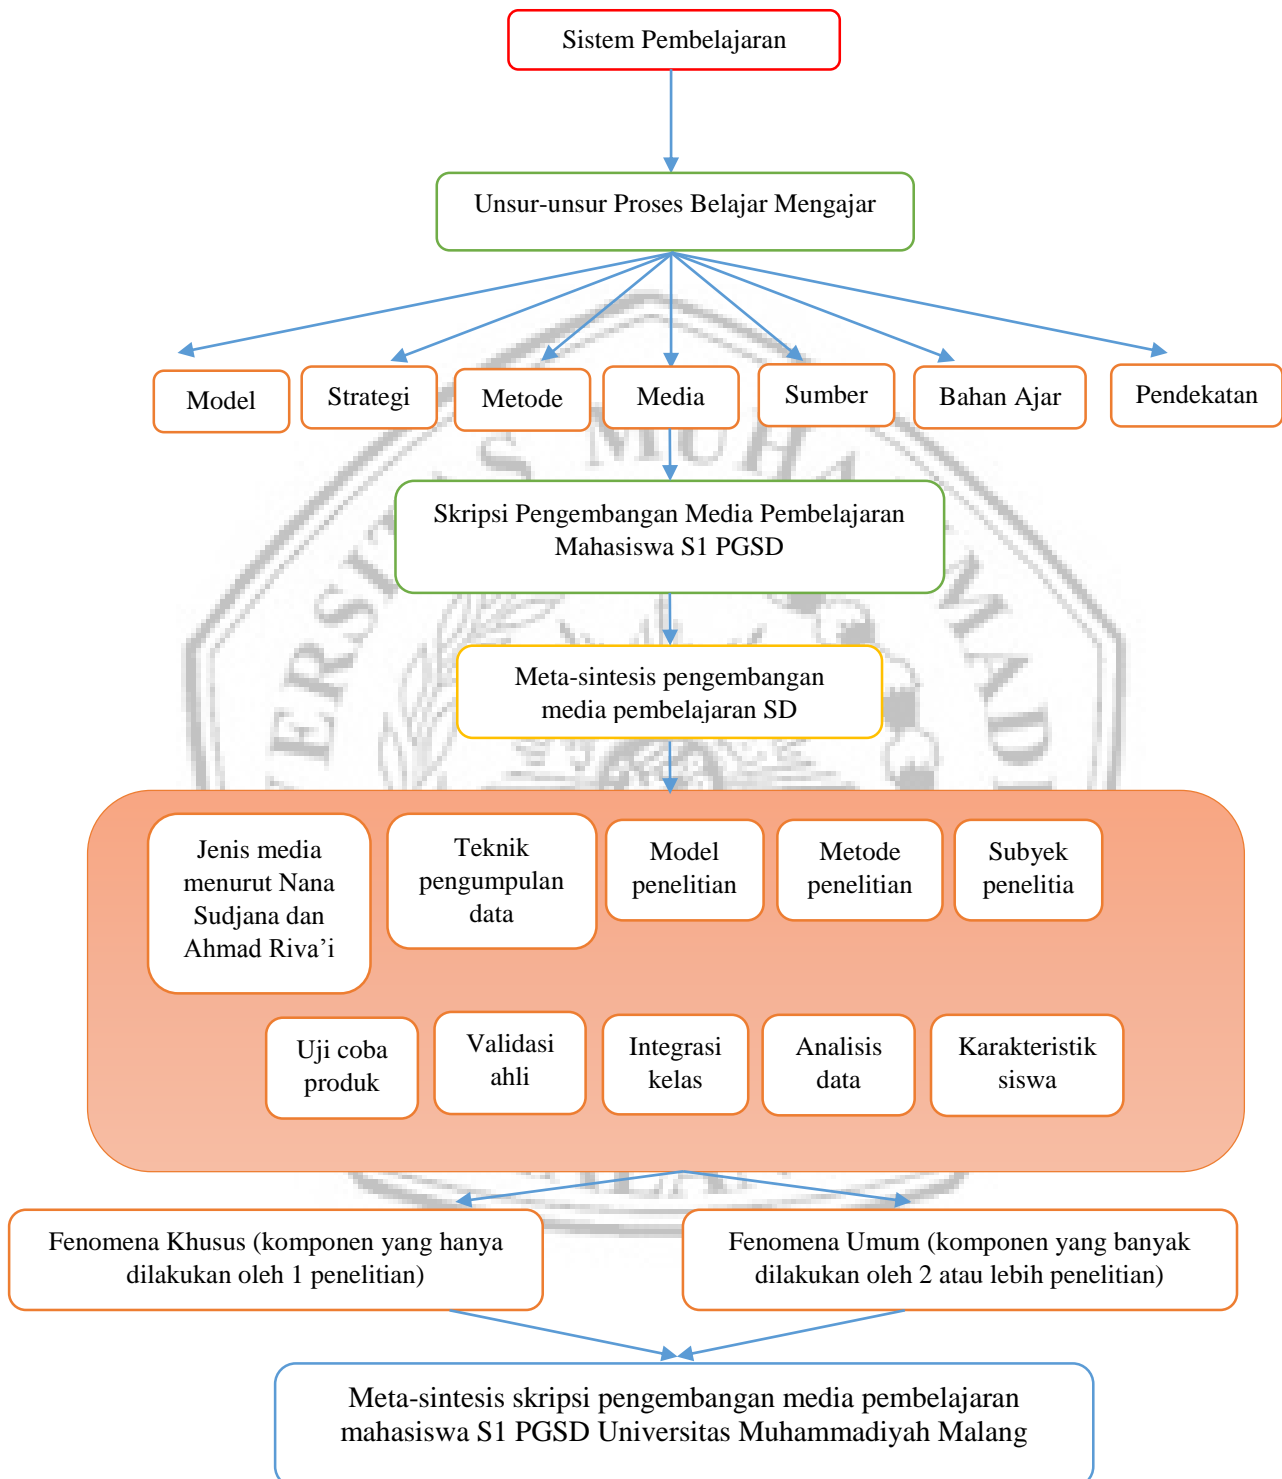 Sistem Pembelajaran
Unsur-unsur Proses Belajar Mengajar
Model
Strategi
Metode
Media
Sumber
Bahan Ajar
Pendekatan
Skripsi Pengembangan Media Pembelajaran
Mahasiswa S1 PGSD
Meta-sintesis pengembangan
media pembelajaran SD
Jenis media
menurut Nana
Sudjana dan
Ahmad Riva’i
Teknik
pengumpulan
data
Model
penelitian
Metode
penelitian
Subyek
penelitia
Uji coba
produk
Validasi
ahli
Integrasi
kelas
Analisis
data
Karakteristik
siswa
Fenomena Khusus (komponen yang hanya
dilakukan oleh 1 penelitian)
Fenomena Umum (komponen yang banyak
dilakukan oleh 2 atau lebih penelitian)
Meta-sintesis skripsi pengembangan media pembelajaran
mahasiswa S1 PGSD Universitas Muhammadiyah Malang